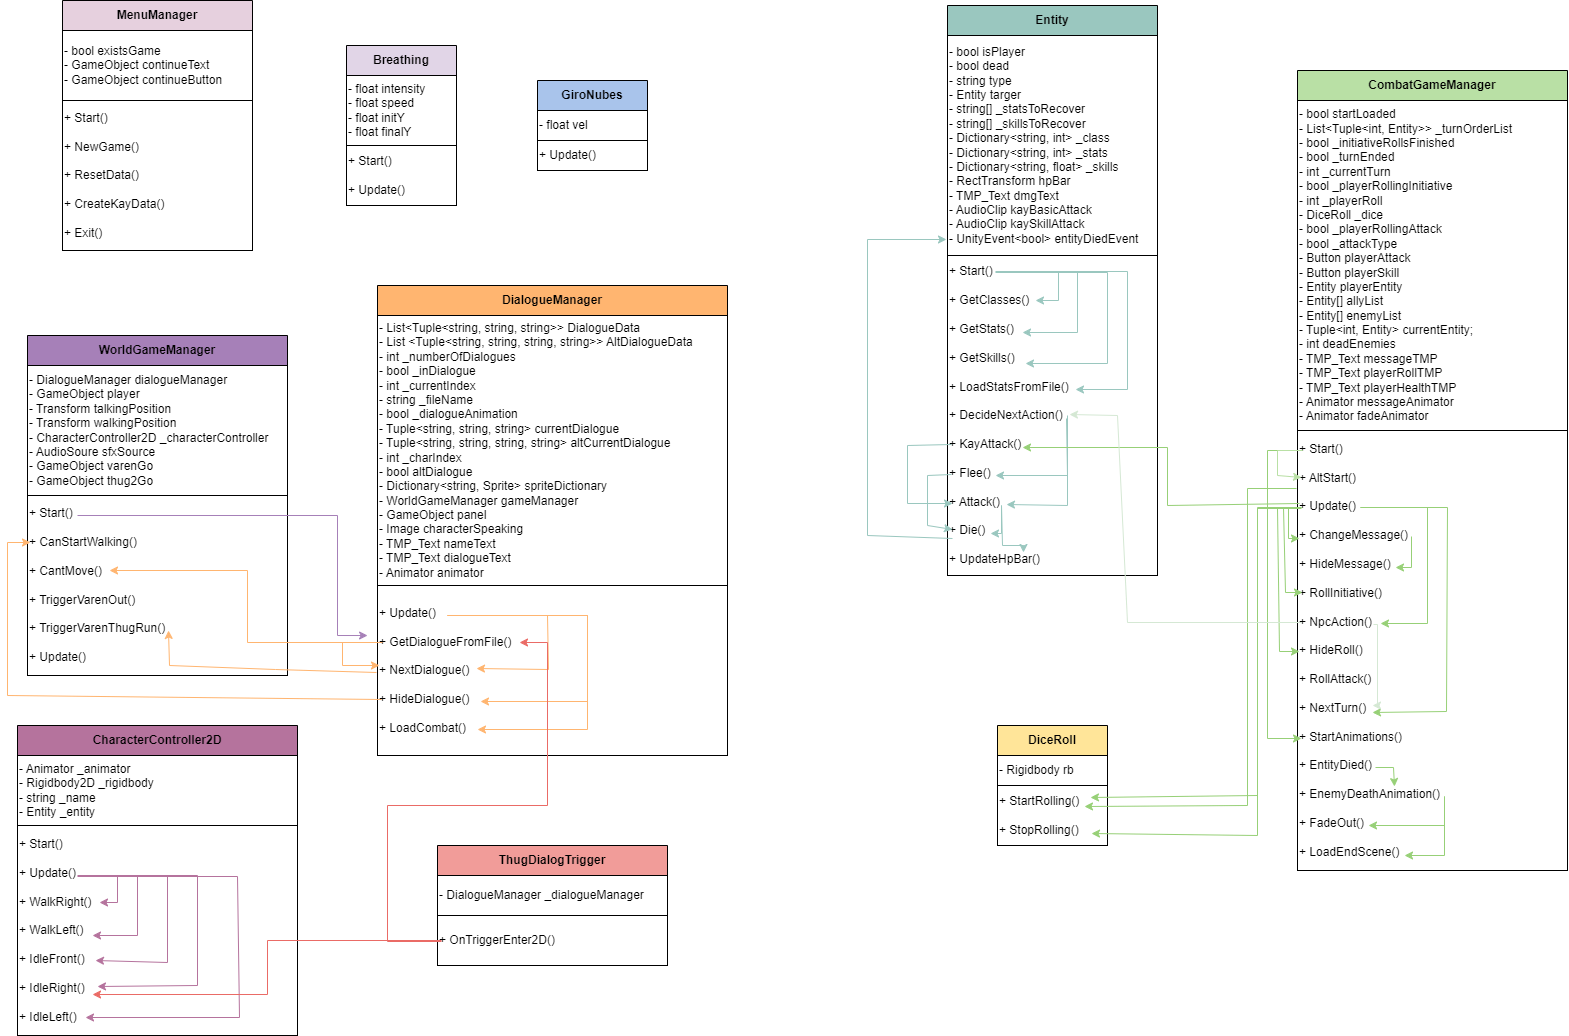 MenuManager
- bool existsGame
- GameObject continueText
- GameObject continueButton
+ Start()
+ NewGame()
+ ResetData()
+ CreateKayData()
+ Exit()
Breathing
- float intensity
- float speed
- float initY
- float finalY
+ Start()
+ Update()
GiroNubes
- float vel
+ Update()
Entity
- bool isPlayer
- bool dead
- string type
- Entity targer
- string[] _statsToRecover
- string[] _skillsToRecover
- Dictionary<string, int> _class
- Dictionary<string, int> _stats
- Dictionary<string, float> _skills
- RectTransform hpBar
- TMP_Text dmgText
- AudioClip kayBasicAttack
- AudioClip kaySkillAttack
- UnityEvent<bool> entityDiedEvent
+ Start()
+ GetClasses()
+ GetStats()
+ GetSkills()
+ LoadStatsFromFile()
+ DecideNextAction()
+ KayAttack()
+ Flee()
+ Attack()
+ Die()
+ UpdateHpBar()
CombatGameManager
- bool startLoaded
- List<Tuple<int, Entity>> _turnOrderList
- bool _initiativeRollsFinished
- bool _turnEnded
- int _currentTurn
- bool _playerRollingInitiative
- int _playerRoll
- DiceRoll _dice
- bool _playerRollingAttack
- bool _attackType
- Button playerAttack
- Button playerSkill
- Entity playerEntity
- Entity[] allyList
- Entity[] enemyList
- Tuple<int, Entity> currentEntity;
- int deadEnemies
- TMP_Text messageTMP
- TMP_Text playerRollTMP
- TMP_Text playerHealthTMP
- Animator messageAnimator
- Animator fadeAnimator
+ Start()
+ AltStart()
+ Update()
+ ChangeMessage()
+ HideMessage()
+ RollInitiative()
+ NpcAction()
+ HideRoll()
+ RollAttack()
+ NextTurn()
+ StartAnimations()
+ EntityDied()
+ EnemyDeathAnimation()
+ FadeOut()
+ LoadEndScene()
DialogueManager
- List<Tuple<string, string, string>> DialogueData
- List <Tuple<string, string, string, string>> AltDialogueData
- int _numberOfDialogues
- bool _inDialogue
- int _currentIndex
- string _fileName
- bool _dialogueAnimation
- Tuple<string, string, string> currentDialogue
- Tuple<string, string, string, string> altCurrentDialogue
- int _charIndex
- bool altDialogue
- Dictionary<string, Sprite> spriteDictionary
- WorldGameManager gameManager
- GameObject panel
- Image characterSpeaking
- TMP_Text nameText
- TMP_Text dialogueText
- Animator animator
+ Update()
+ GetDialogueFromFile()
+ NextDialogue()
+ HideDialogue()
+ LoadCombat()
WorldGameManager
- DialogueManager dialogueManager
- GameObject player
- Transform talkingPosition
- Transform walkingPosition
- CharacterController2D _characterController
- AudioSoure sfxSource
- GameObject varenGo
- GameObject thug2Go
+ Start()
+ CanStartWalking()
+ CantMove()
+ TriggerVarenOut()
+ TriggerVarenThugRun()
+ Update()
CharacterController2D
- Animator _animator
- Rigidbody2D _rigidbody
- string _name
- Entity _entity
+ Start()
+ Update()
+ WalkRight()
+ WalkLeft()
+ IdleFront()
+ IdleRight()
+ IdleLeft()
ThugDialogTrigger
- DialogueManager _dialogueManager
+ OnTriggerEnter2D()
DiceRoll
- Rigidbody rb
+ StartRolling()
+ StopRolling()